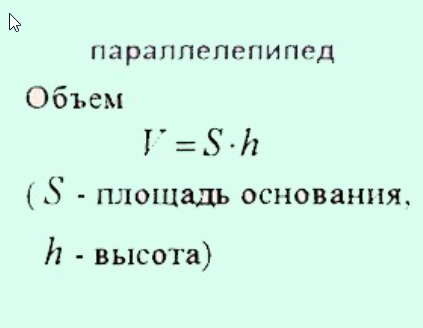 параллелепипед
Объем
V = S · h
( S - площадь основания,
h - высота)